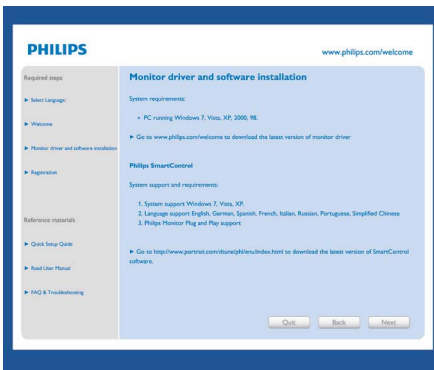 PHILIPS
www.philips.com/welcome
Required steps
Select Language:
Welcome
Monitor driver and software installation
Registration
Reference materials
Quick Setup Quide
Read User Manual
FAQ & Troubleshooting
Monitor driver and software installation
System requirements:
• PC running Windows 7, Vista, XP, 2000, 98.
Go to www.philips.com/welcome to download the latest version of monitor driver
Philips SmartControl
System support and requirements:
1. System support Windows 7, Vista, XP.
2. Language support English, German, Spanish, French, Italian, Russian, Portuguese, Simplified Chinese
3. Philips Monitor Plug and Play support
Go to http://www.portrait.com/dtune/phl/enu/index.html to download the latest version of SmartControl
software.
Quit
Back
Next